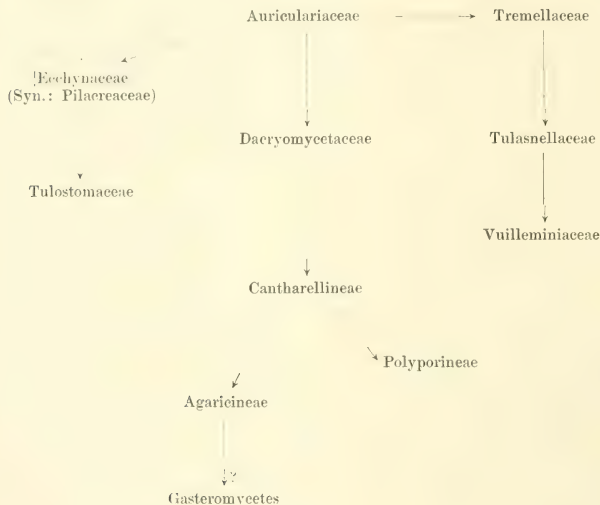 Auriculariaceae Tremellaceae
Ecchynaceae
(Syn.: Pilacreaceae)
Dacryomycetaceae Tulasnellaceae
Tulostomaceae
Vuilleminiaceae
Cantharellineae
Polyporineae
Agaricineae
?
Gasteromycetes